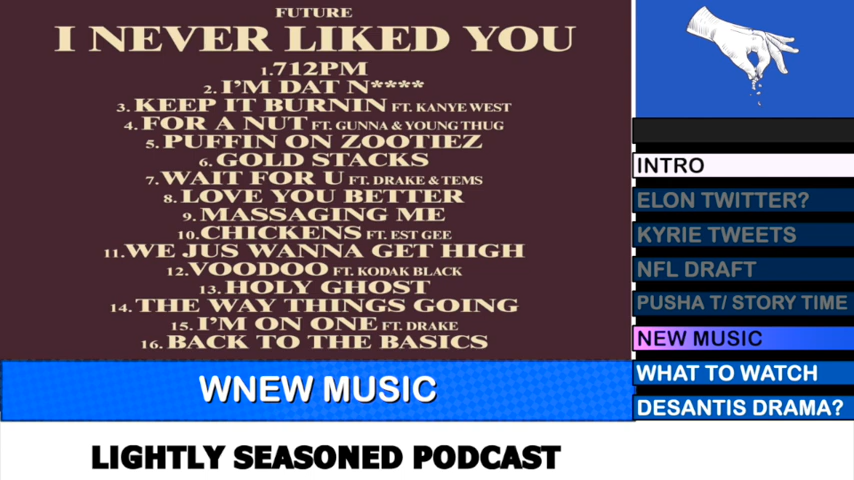 FUTURE
I NEVER LIKED YOU
1.712PM
2. I'M DAT N****
3. KEEP IT BURNIN FT. KANYE WEST
4. FOR A NUT FT. GUNNA & YOUNG THUG
5. PUFFIN ON ZOOTIEZ
6. GOLD STACKS
7. WAIT FOR U FT. DRAKE & TEMS
8. LOVE YOU BETTER
9. MASSAGING ME
10. CHICKENS FT. EST GEE
11. WE JUS WANNA GET HIGH
12. VOODOO FT. KODAK BLACK
13. HOLY GHOST
14. THE WAY THINGS GOING
15. I'M ON ONE FT. DRAKE
16. BACK TO THE BASICS
WNEW MUSIC
LIGHTLY SEASONED PODCAST
INTRO
ELON TWITTER?
KYRIE TWEETS
NFL DRAFT
PUSHA T/ STORY TIME
NEW MUSIC
WHAT TO WATCH
DESANTIS DRAMA?